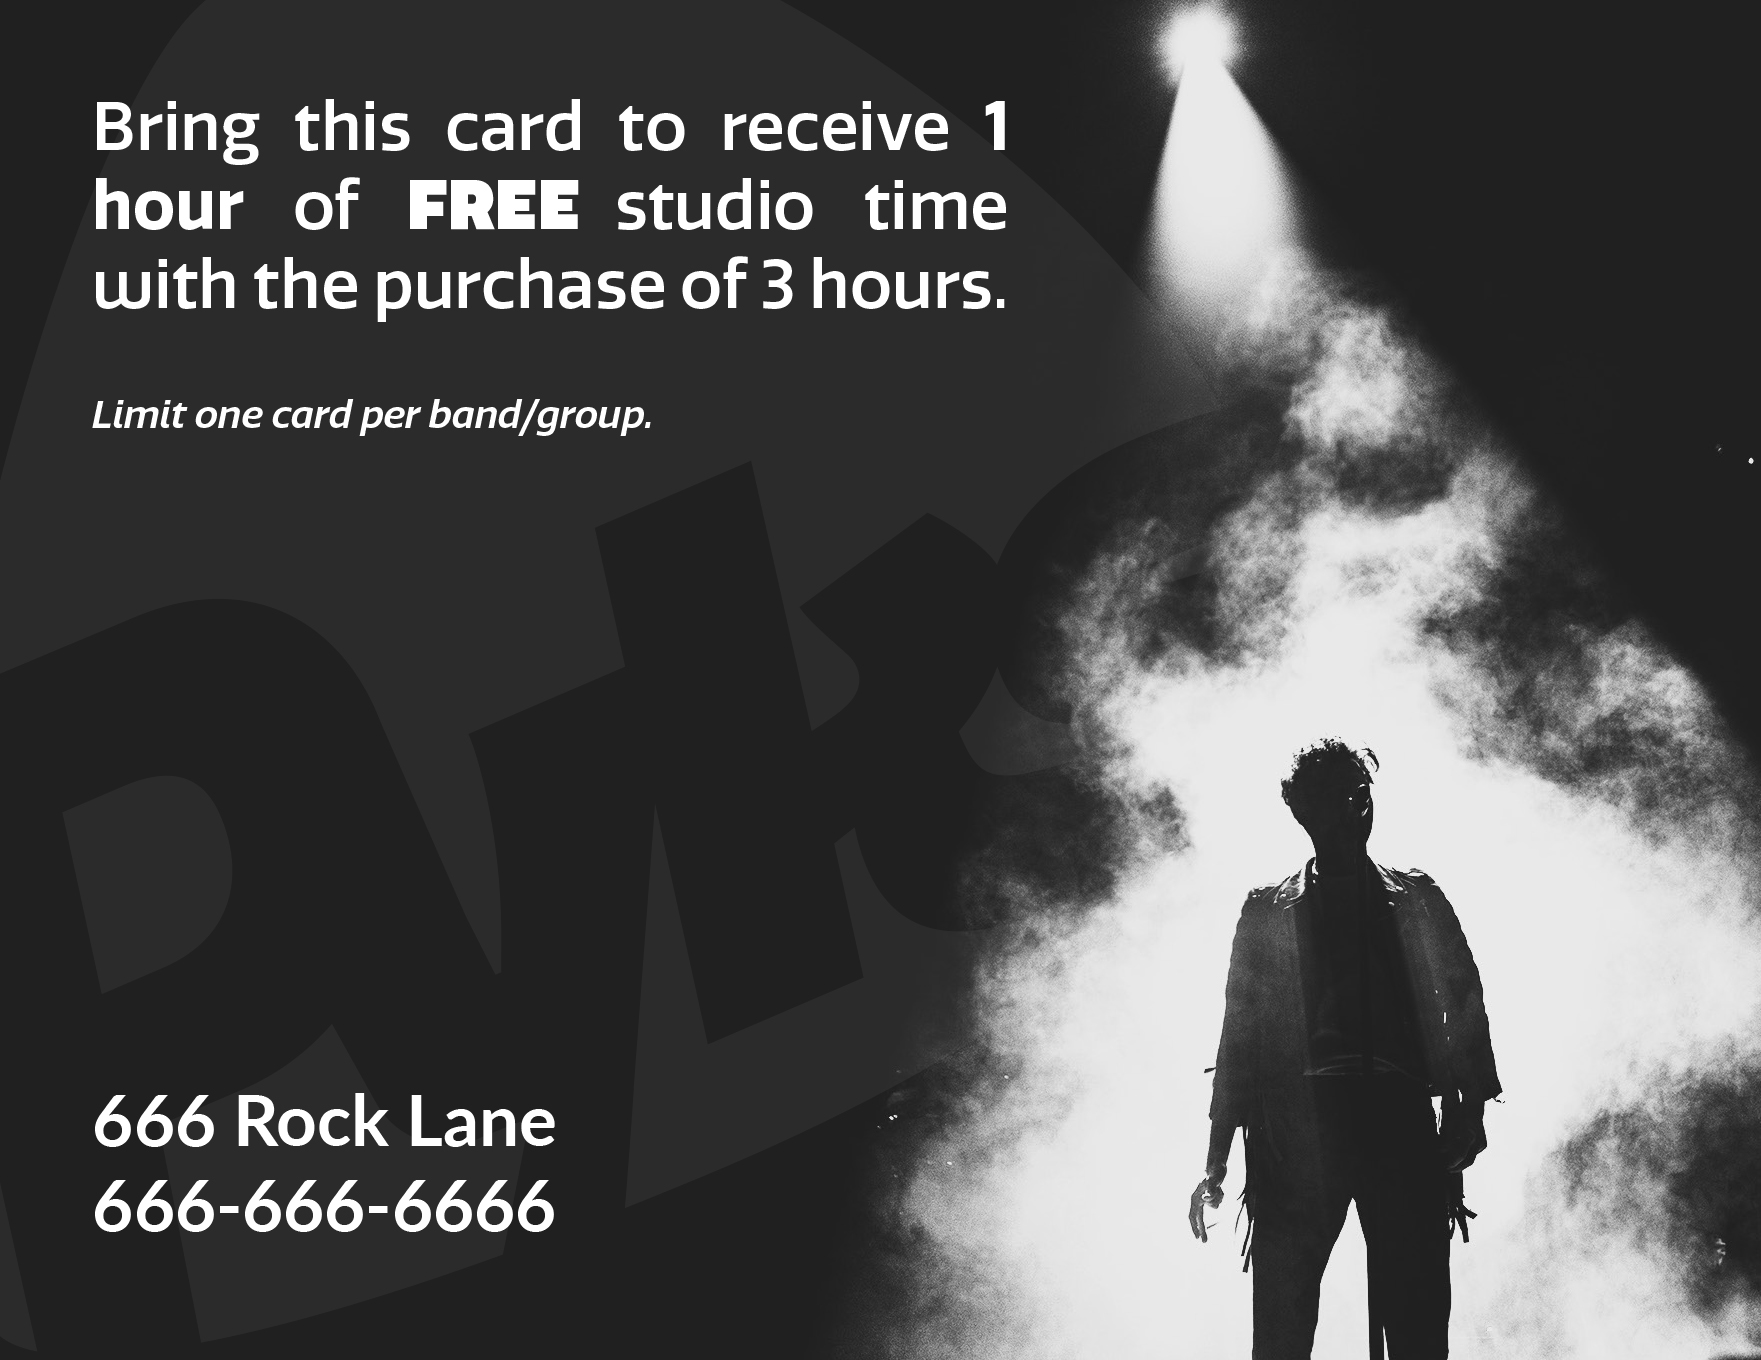 Bring this card to receive 1
hour of FREE studio time
with the purchase of 3 hours.
Limit one card per band/group.
666 Rock Lane
666-666-6666